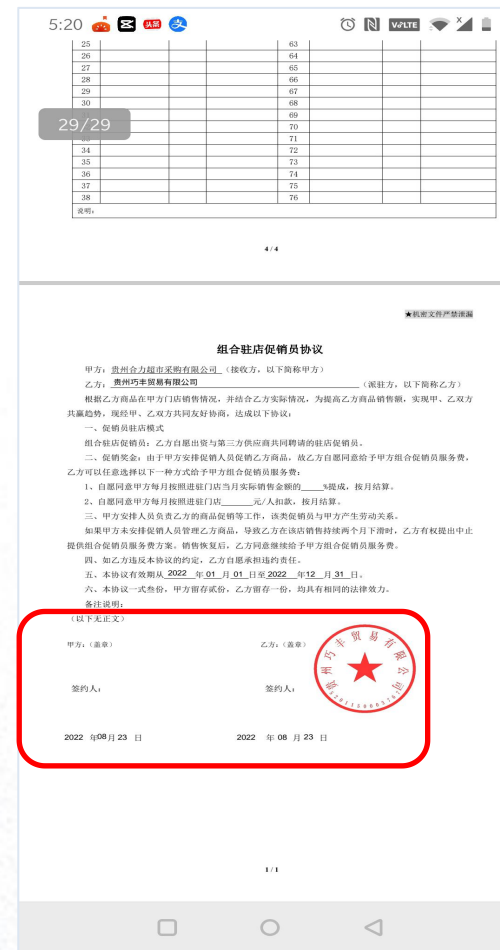 5:20
头条
VoLTE
25 63
26 64
27 65
28 66
29 67
30 68
69
29/29
70
71
34 72
35 73
36 74
37 75
38 76
说明:
4 / 4
★机密文件严禁泄漏
组合驻店促销员协议
甲方:贵州合力超市采购有限公司 (接收方,以下简称甲方)
乙方:贵州巧丰贸易有限公司 (派驻方,以下简称乙方)
根据乙方商品在甲方门店销售情况,并结合乙方实际情况,为提高乙方商品销售额,实现甲、乙双方
共赢趋势,现经甲、乙双方共同友好协商,达成以下协议:
一、促销员驻店模式
组合驻店促销员:乙方自愿出资与第三方供应商共同聘请的驻店促销员。
二、促销奖金:由于甲方安排促销人员促销乙方商品,故乙方自愿同意给予甲方组合促销员服务费,
乙方可以任意选择以下一种方式给予甲方组合促销员服务费:
1、自愿同意甲方每月按照进驻门店当月实际销售金额的____%提成,按月结算。
2、自愿同意甲方每月按照进驻门店______元/人扣款,按月结算。
三、甲方安排人员负责乙方的商品促销等工作,该类促销员与甲方产生劳动关系。
如果甲方未安排促销人员管理乙方商品,导致乙方在该店销售持续两个月下滑时,乙方有权提出中止
提供组合促销员服务费方案。销售恢复后,乙方同意继续给予甲方组合促销员服务费。
四、如乙方违反本协议的约定,乙方自愿承担违约责任。
五、本协议有效期从 2022 年 01 月 01 日至 2022 年12 月 31 日。
六、本协议一式叁份,甲方留存贰份,乙方留存一份,均具有相同的法律效力。
备注说明:
(以下无正文)
甲方:(盖章) 乙方:(盖章)
贵州巧丰贸易有限公司
签约人: 签约人:
2022 年08月 23 日 2022 年 08 月 23 日
1 / 1